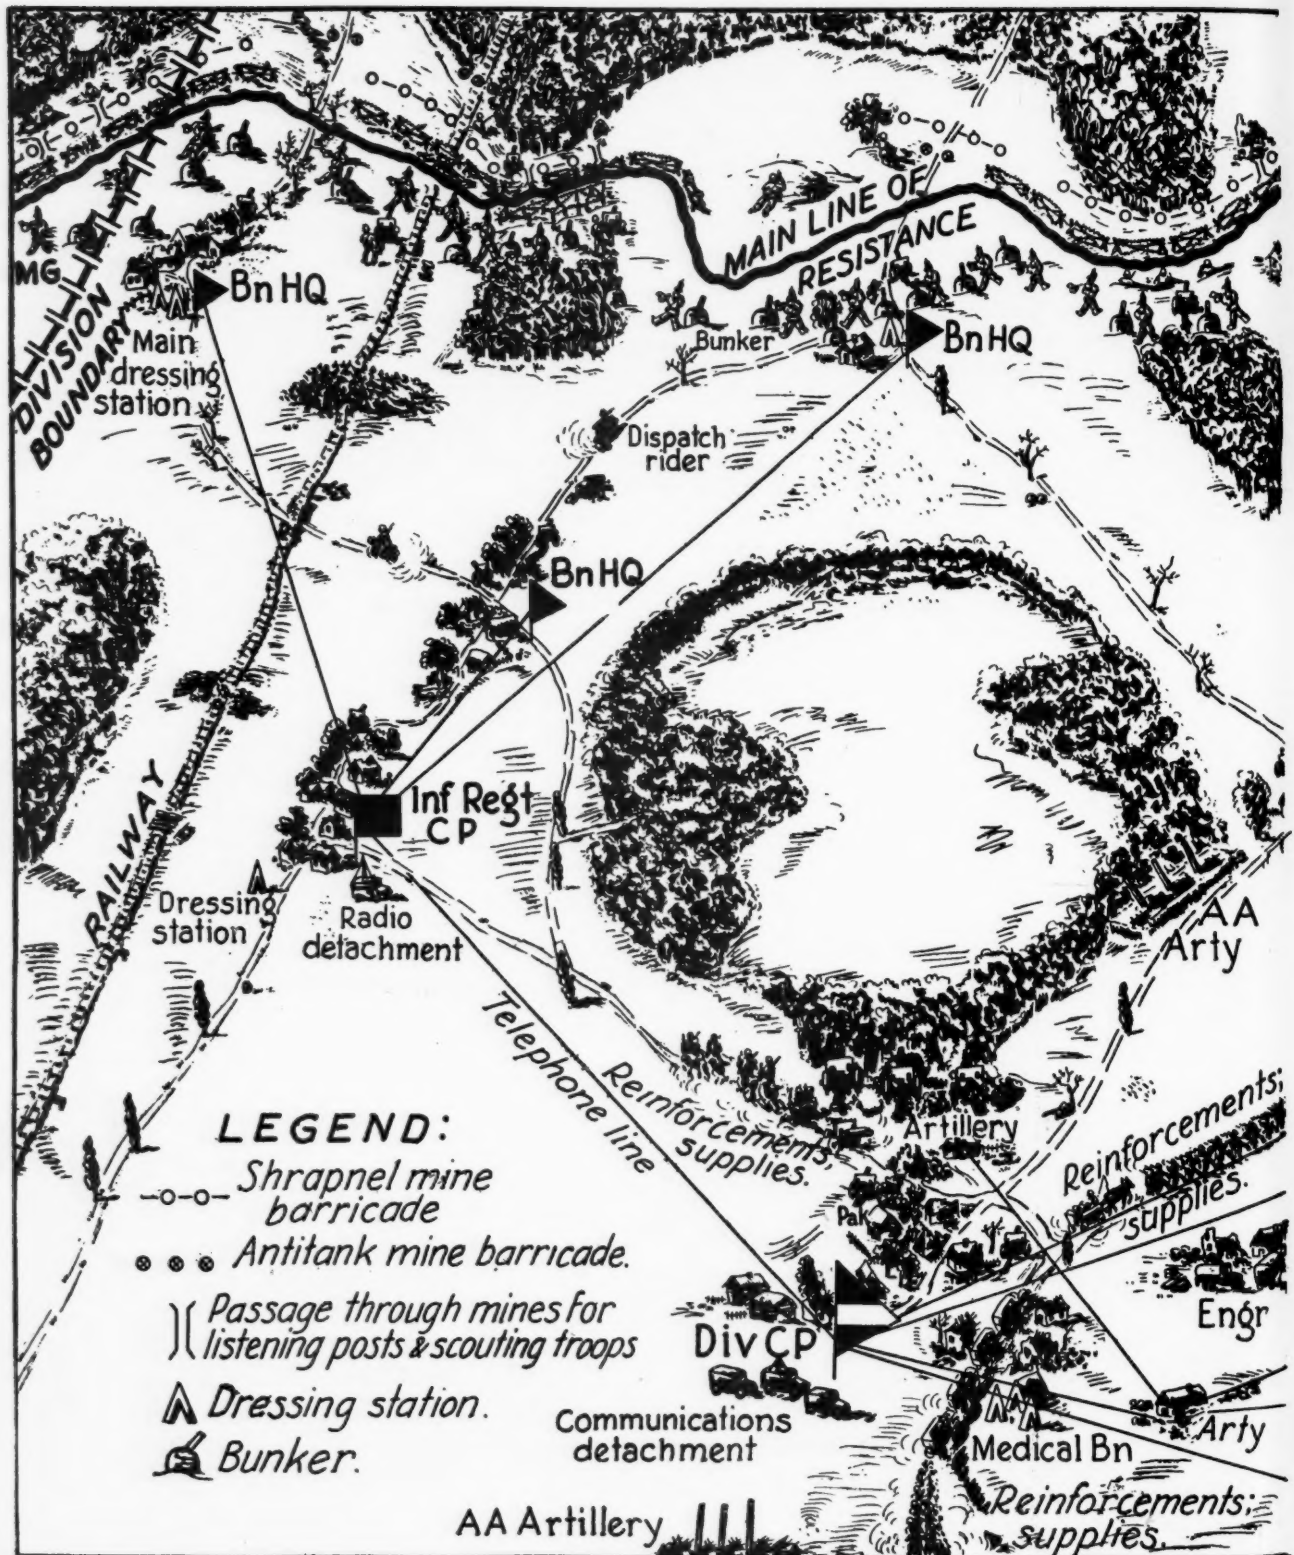 MAIN LINE OF
RESISTANCE
MG
Bn HQ
DIVISION
BOUNDARY
Main
dressing
station
Bunker
Bn HQ
Dispatch
rider
Bn HQ
RAILWAY
Inf Regt
CP
Dressing
station
Radio
detachment
AA
Arty
Telephone line
Reinforcements;
supplies.
Artillery
Reinforcements;
supplies.
Pak
Engr
Div CP
Communications
detachment
Medical Bn
Arty
Reinforcements;
supplies.
AA Artillery
LEGEND:
Shrapnel mine
barricade
Antitank mine barricade.
Passage through mines for
listening posts & scouting troops
Dressing station.
Bunker.